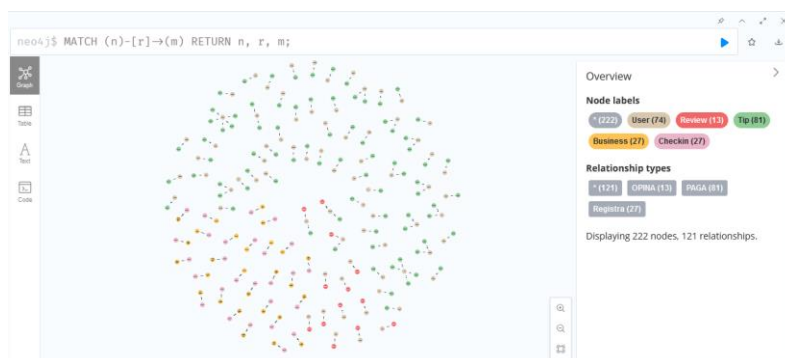 neo4j$ MATCH (n)-[r]→(m) RETURN n, r, m;
Graph
Table
Text
Code
Overview
Node labels
* (222) User (74) Review (13) Tip (81)
Business (27) Checkin (27)
Relationship types
* (121) OPINA (13) PAGA (81)
Registra (27)
Displaying 222 nodes, 121 relationships.